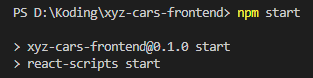 PS D:\Koding\xyz-cars-frontend> npm start
> xyz-cars-frontend@0.1.0 start
> react-scripts start